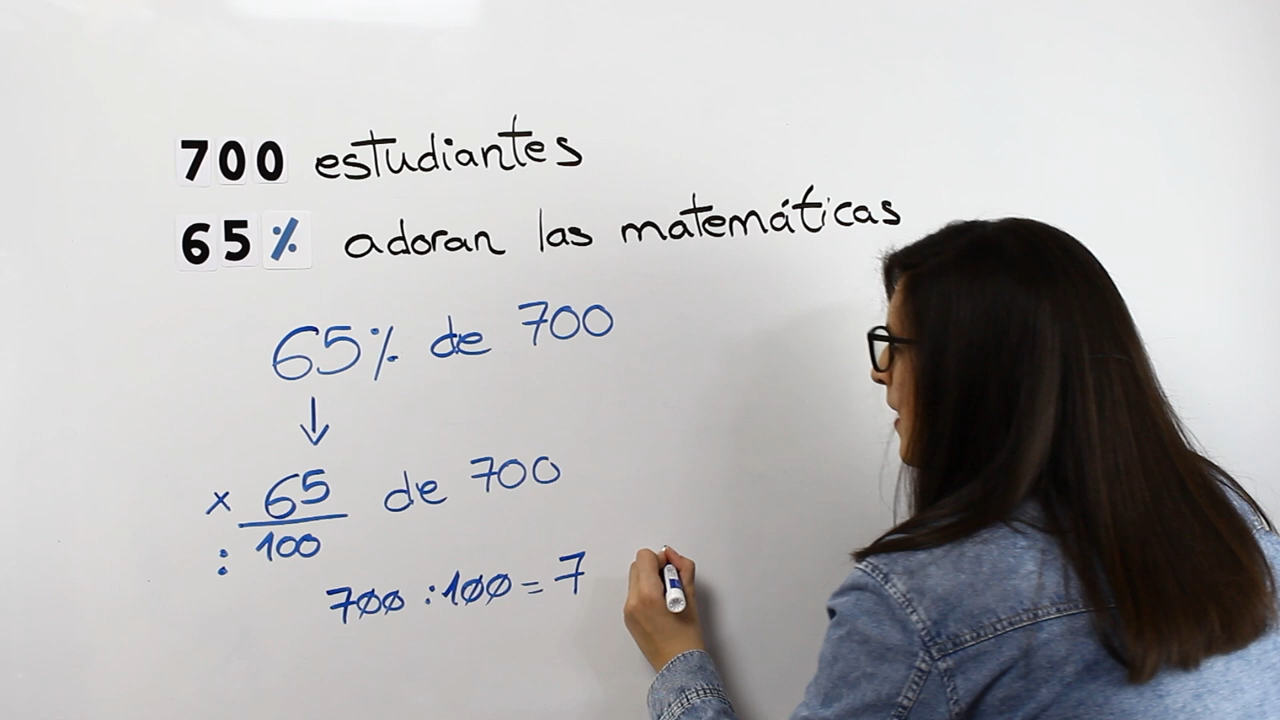 700 estudiantes
65% adoran las matemáticas
65% de 700
↓
× 65 de 700
: 100
700 : 100 = 7